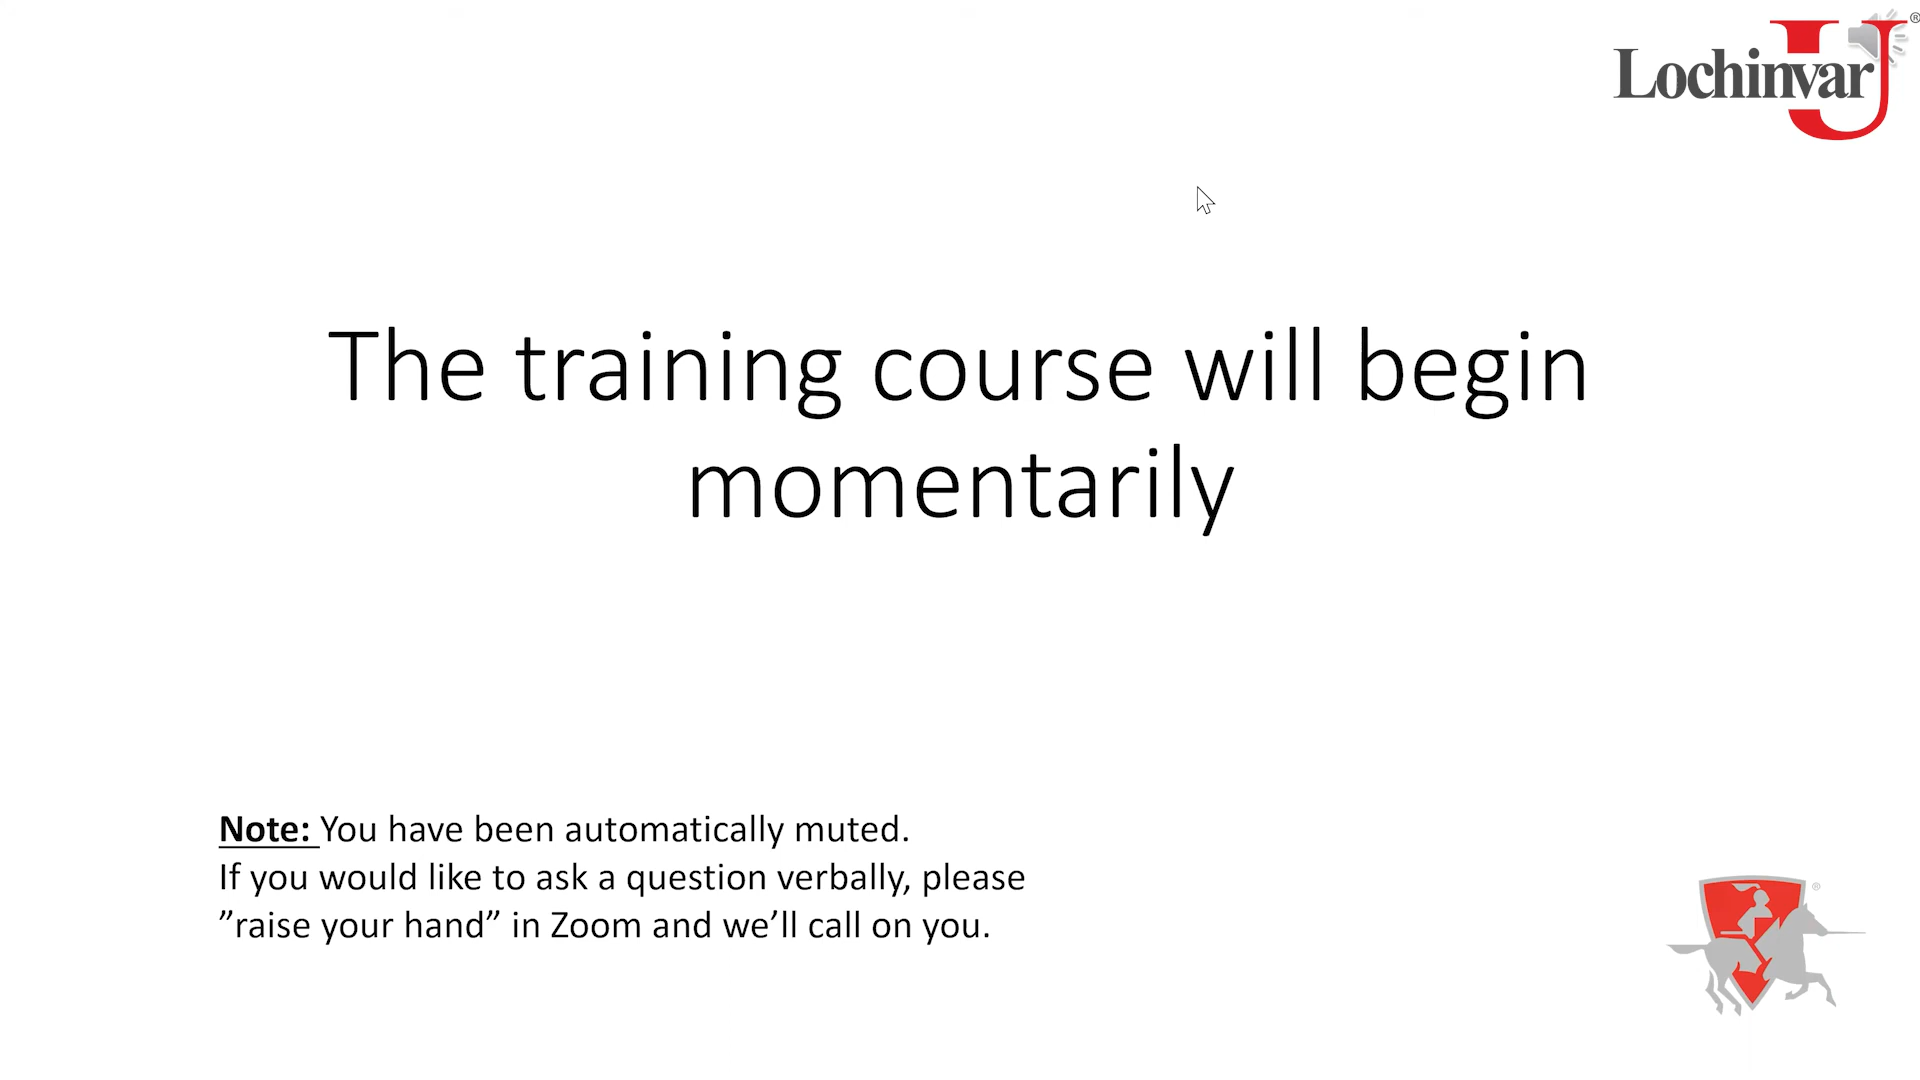 Lochinvar U ®
The training course will begin
momentarily
Note: You have been automatically muted.
If you would like to ask a question verbally, please
”raise your hand” in Zoom and we’ll call on you.
®